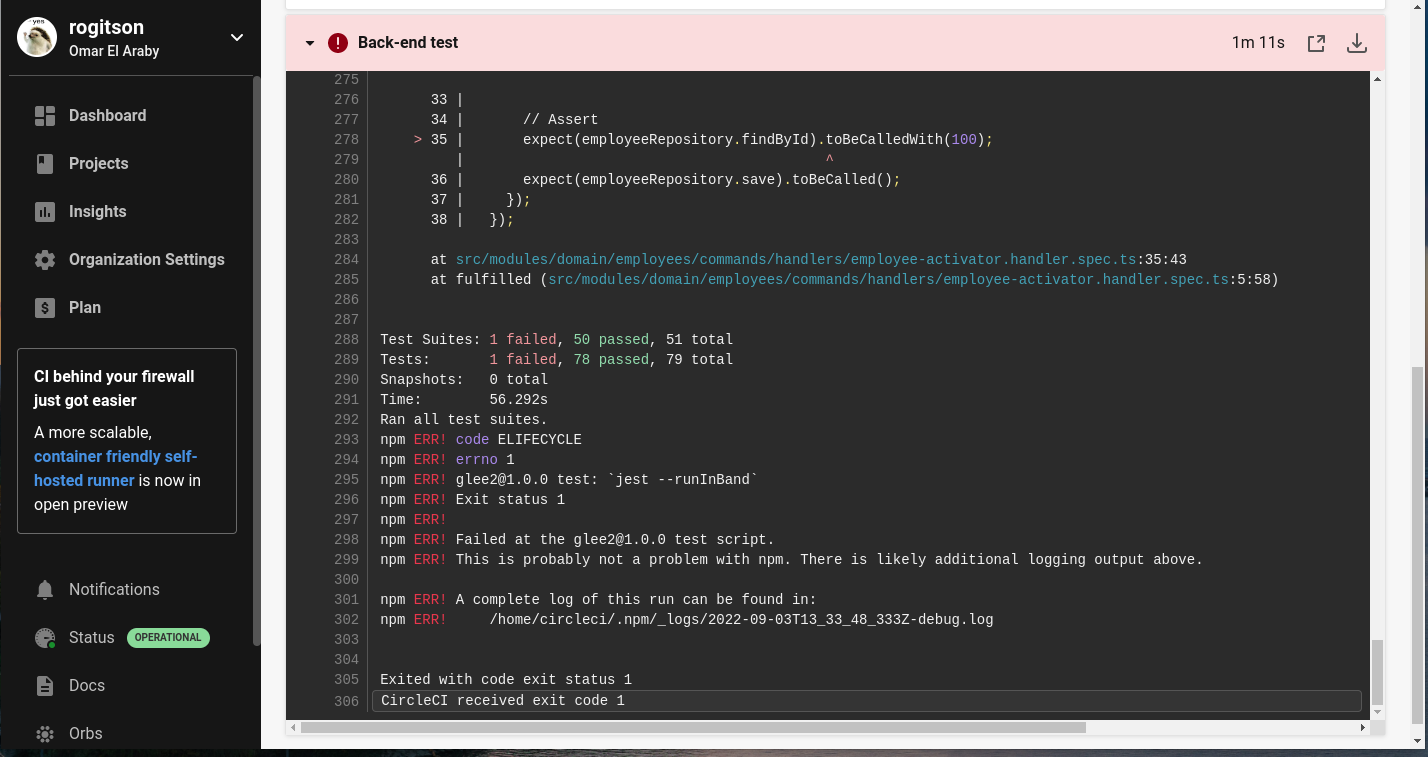 yes
rogitson
Omar El Araby
Dashboard
Projects
Insights
Organization Settings
Plan
CI behind your firewall
just got easier
A more scalable,
container friendly self-
hosted runner is now in
open preview
Notifications
Status OPERATIONAL
Docs
Orbs
Back-end test 1m 11s
275
276 33 |
277 34 | // Assert
278 > 35 | expect(employeeRepository.findById).toBeCalledWith(100);
279 | ^
280 36 | expect(employeeRepository.save).toBeCalled();
281 37 | });
282 38 | });
283
284 at src/modules/domain/employees/commands/handlers/employee-activator.handler.spec.ts:35:43
285 at fulfilled (src/modules/domain/employees/commands/handlers/employee-activator.handler.spec.ts:5:58)
286
287
288 Test Suites: 1 failed, 50 passed, 51 total
289 Tests: 1 failed, 78 passed, 79 total
290 Snapshots: 0 total
291 Time: 56.292s
292 Ran all test suites.
293 npm ERR! code ELIFECYCLE
294 npm ERR! errno 1
295 npm ERR! glee2@1.0.0 test: `jest --runInBand`
296 npm ERR! Exit status 1
297 npm ERR!
298 npm ERR! Failed at the glee2@1.0.0 test script.
299 npm ERR! This is probably not a problem with npm. There is likely additional logging output above.
300
301 npm ERR! A complete log of this run can be found in:
302 npm ERR! /home/circleci/.npm/_logs/2022-09-03T13_33_48_333Z-debug.log
303
304
305 Exited with code exit status 1
306 CircleCI received exit code 1